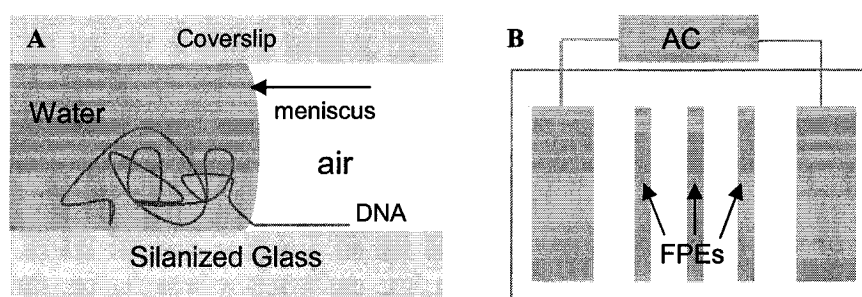 A
Coverslip
Water
meniscus
air
DNA
Silanized Glass
B
AC
FPEs